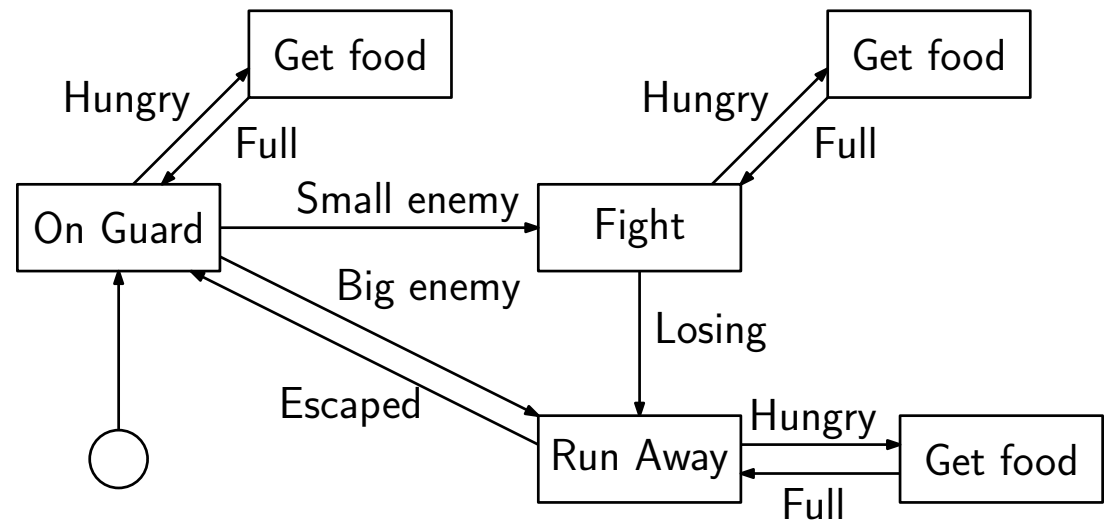 Get food
Get food
Hungry
Hungry
Full
Full
Small enemy
On Guard
Fight
Big enemy
Losing
Escaped
Hungry
Run Away
Get food
Full